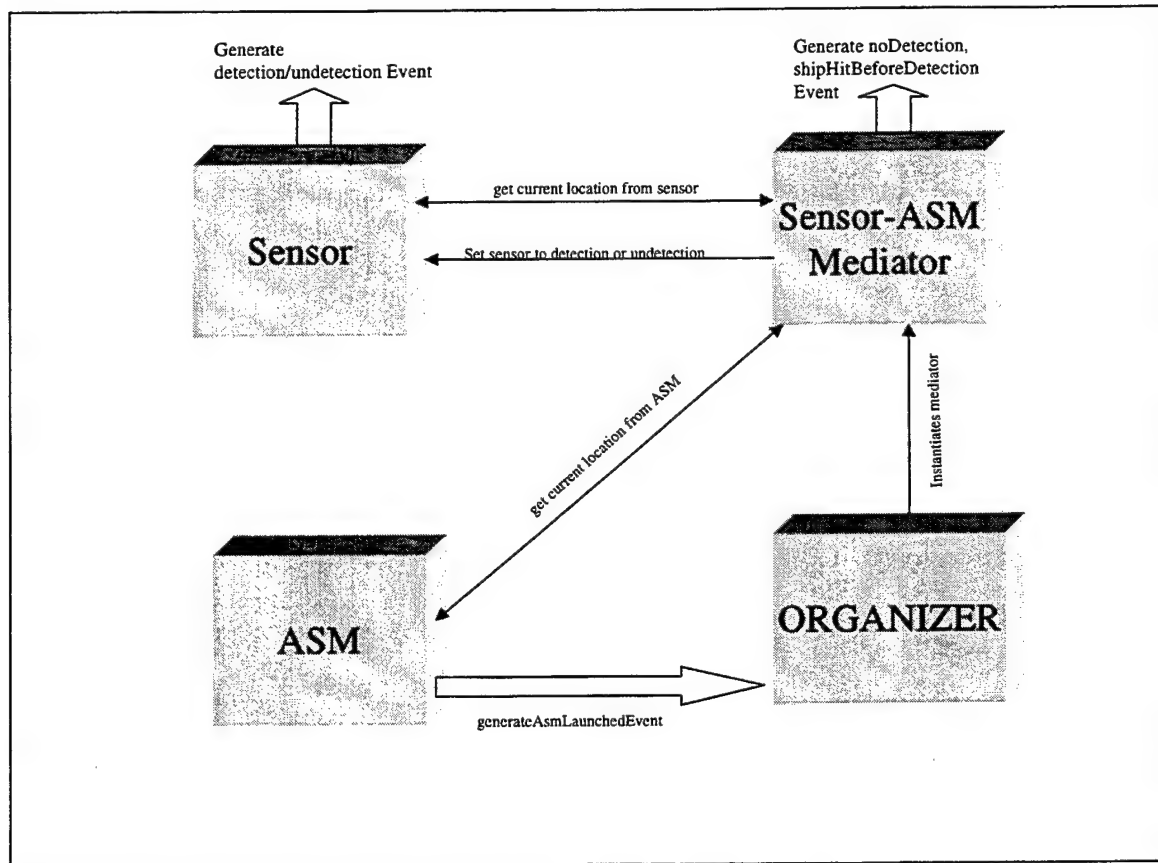 Generate
detection/undetection Event
Generate noDetection,
shipHitBeforeDetection
Event
get current location from sensor
Sensor
Sensor-ASM
Mediator
Set sensor to detection or undetection
get current location from ASM
Instantiates mediator
ASM
ORGANIZER
generateAsmLaunchedEvent